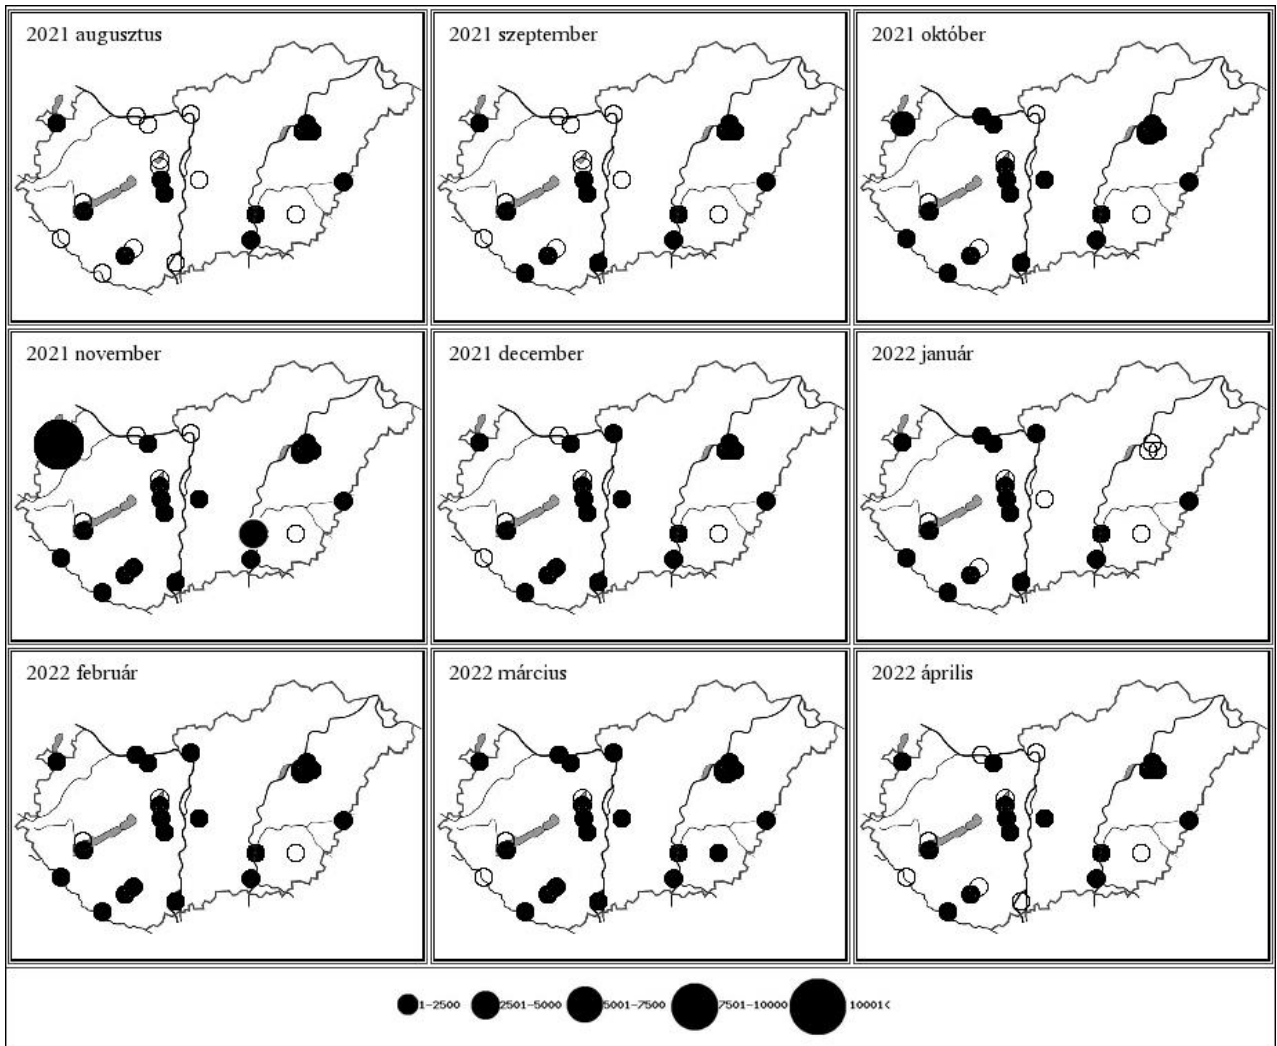 2021 augusztus
2021 szeptember
2021 október
2021 november
2021 december
2022 január
2022 február
2022 március
2022 április
1-2500 2501-5000 5001-7500 7501-10000 10001<